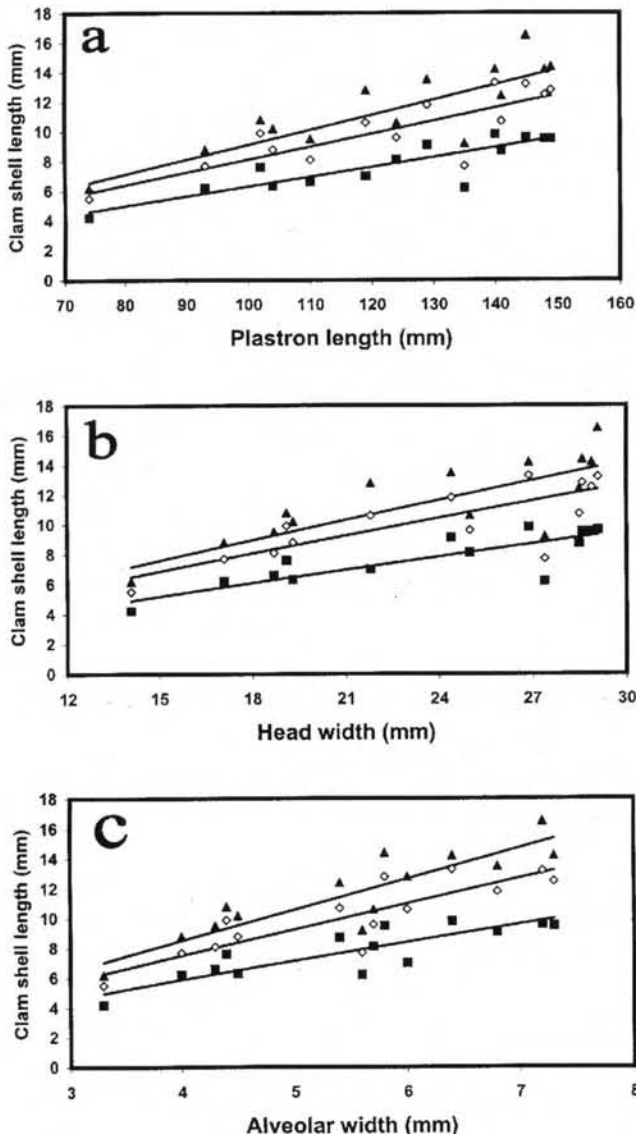 a
Clam shell length (mm)
18
16
14
12
10
8
6
4
2
0
70 80 90 100 110 120 130 140 150 160
Plastron length (mm)
b
Clam shell length (mm)
18
16
14
12
10
8
6
4
2
0
12 15 18 21 24 27 30
Head width (mm)
c
Clam shell length (mm)
18
16
14
12
10
8
6
4
2
0
3 4 5 6 7 8
Alveolar width (mm)